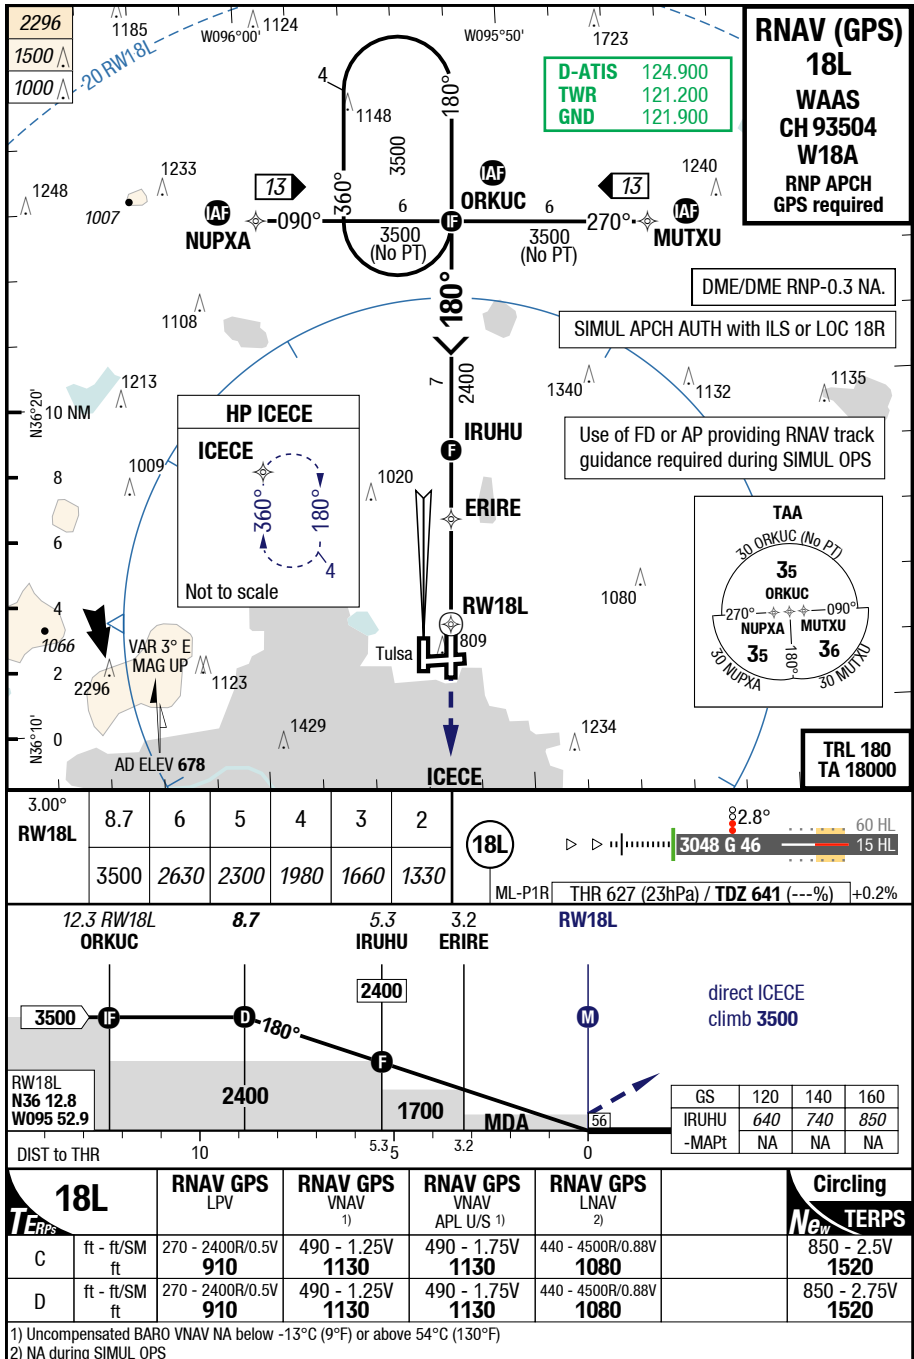 2296
1500
1000
20 RW18L
1185
W096°00'
1124
W095°50'
1723
RNAV (GPS)
18L
WAAS
CH 93504
W18A
RNP APCH
GPS required
D-ATIS 124.900
TWR 121.200
GND 121.900
4
1148
180°
3500
360°
1248
1233
1007
13
IAF
NUPXA
090°
6
3500
(No PT)
IF
IAF
ORKUC
6
3500
(No PT)
270°
13
1240
IAF
MUTXU
180°
DME/DME RNP-0.3 NA.
SIMUL APCH AUTH with ILS or LOC 18R
1108
1213
N36°20'
10 NM
7
2400
1340
1132
1135
HP ICECE
ICECE
360°
180°
4
Not to scale
IRUHU
F
Use of FD or AP providing RNAV track
guidance required during SIMUL OPS
1009
8
1020
ERIRE
6
TAA
30 ORKUC (No PT)
35
ORKUC
270°
090°
NUPXA
MUTXU
35
180°
36
30 NUPXA
30 MUTXU
1080
4
RW18L
809
Tulsa
1066
VAR 3° E
MAG UP
2
2296
1123
N36°10'
0
1429
1234
AD ELEV 678
ICECE
TRL 180
TA 18000
3.00°
RW18L
8.7 6 5 4 3 2
3500 2630 2300 1980 1660 1330
18L
2.8°
60 HL
3048 G 46
15 HL
ML-P1R
THR 627 (23hPa) / TDZ 641 (---%)
+0.2%
12.3 RW18L
ORKUC
8.7
5.3
IRUHU
3.2
ERIRE
RW18L
2400
3500
IF
D
180°
F
M
direct ICECE
climb 3500
RW18L
N36 12.8
W095 52.9
2400
1700
MDA
56
GS 120 140 160
IRUHU 640 740 850
-MAPt NA NA NA
DIST to THR 10 5.3 5 3.2 0
18L
TERPs
RNAV GPS
LPV
RNAV GPS
VNAV
1)
RNAV GPS
VNAV
APL U/S 1)
RNAV GPS
LNAV
2)
Circling
New TERPS
C ft - ft/SM 270 - 2400R/0.5V 490 - 1.25V 490 - 1.75V 440 - 4500R/0.88V 850 - 2.5V
ft 910 1130 1130 1080 1520
D ft - ft/SM 270 - 2400R/0.5V 490 - 1.25V 490 - 1.75V 440 - 4500R/0.88V 850 - 2.75V
ft 910 1130 1130 1080 1520
1) Uncompensated BARO VNAV NA below -13°C (9°F) or above 54°C (130°F)
2) NA during SIMUL OPS